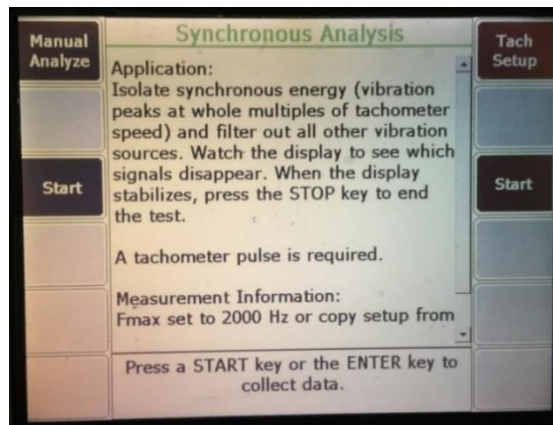 Manual
Analyze
Synchronous Analysis
Tach
Setup
Application:
Isolate synchronous energy (vibration
peaks at whole multiples of tachometer
speed) and filter out all other vibration
sources. Watch the display to see which
signals disappear. When the display
stabilizes, press the STOP key to end
the test.
Start
Start
A tachometer pulse is required.
Measurement Information:
Fmax set to 2000 Hz or copy setup from
Press a START key or the ENTER key to
collect data.